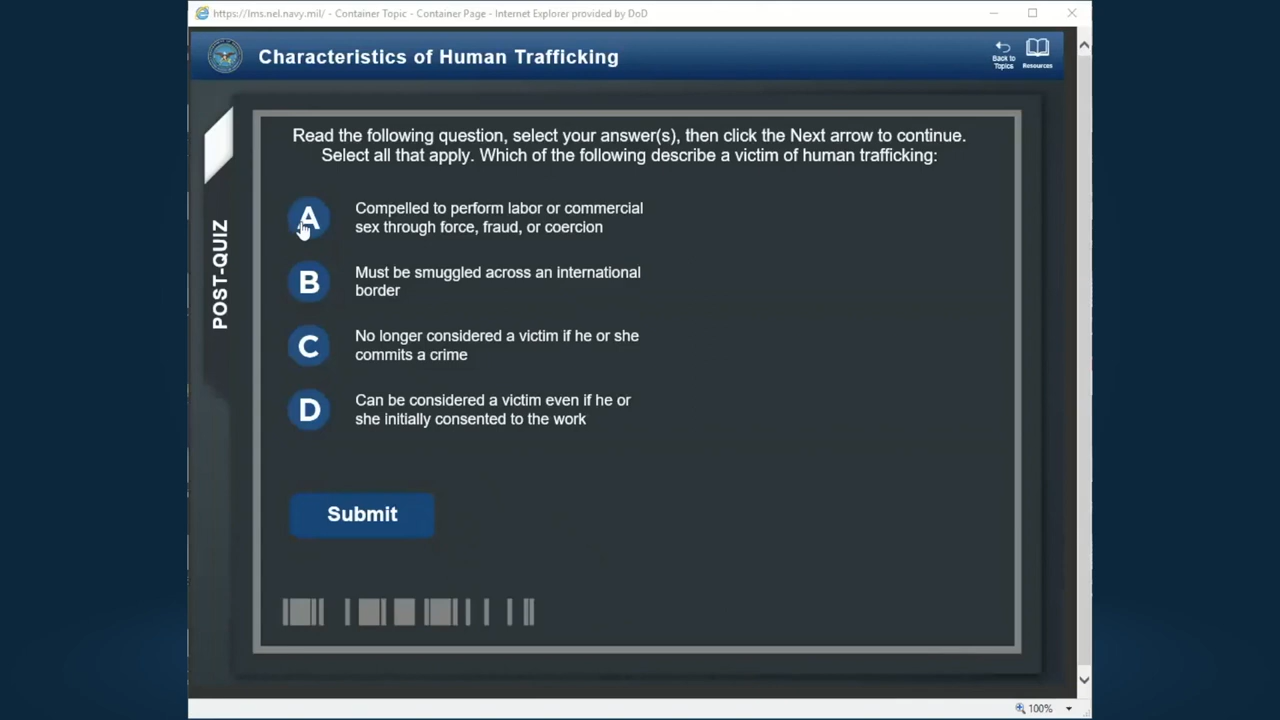 https://lms.nel.navy.mil/ - Container Topic - Container Page - Internet Explorer provided by DoD
Characteristics of Human Trafficking
Back to
Topics
Resources
POST-QUIZ
Read the following question, select your answer(s), then click the Next arrow to continue.
Select all that apply. Which of the following describe a victim of human trafficking:
A
Compelled to perform labor or commercial
sex through force, fraud, or coercion
B
Must be smuggled across an international
border
C
No longer considered a victim if he or she
commits a crime
D
Can be considered a victim even if he or
she initially consented to the work
Submit
100%